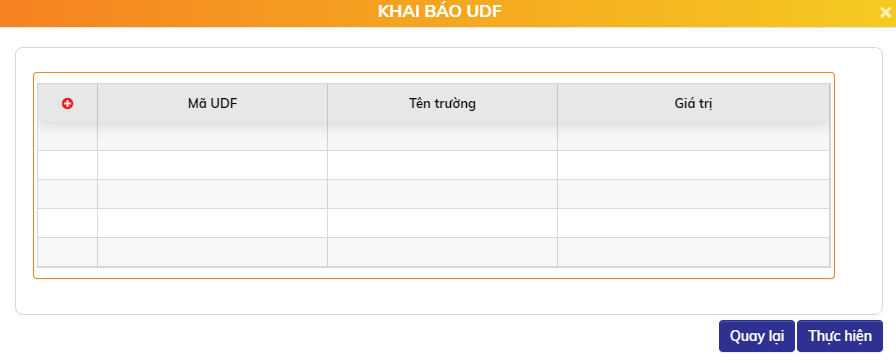 KHAI BÁO UDF
Mã UDF Tên trường Giá trị
Quay lại Thực hiện